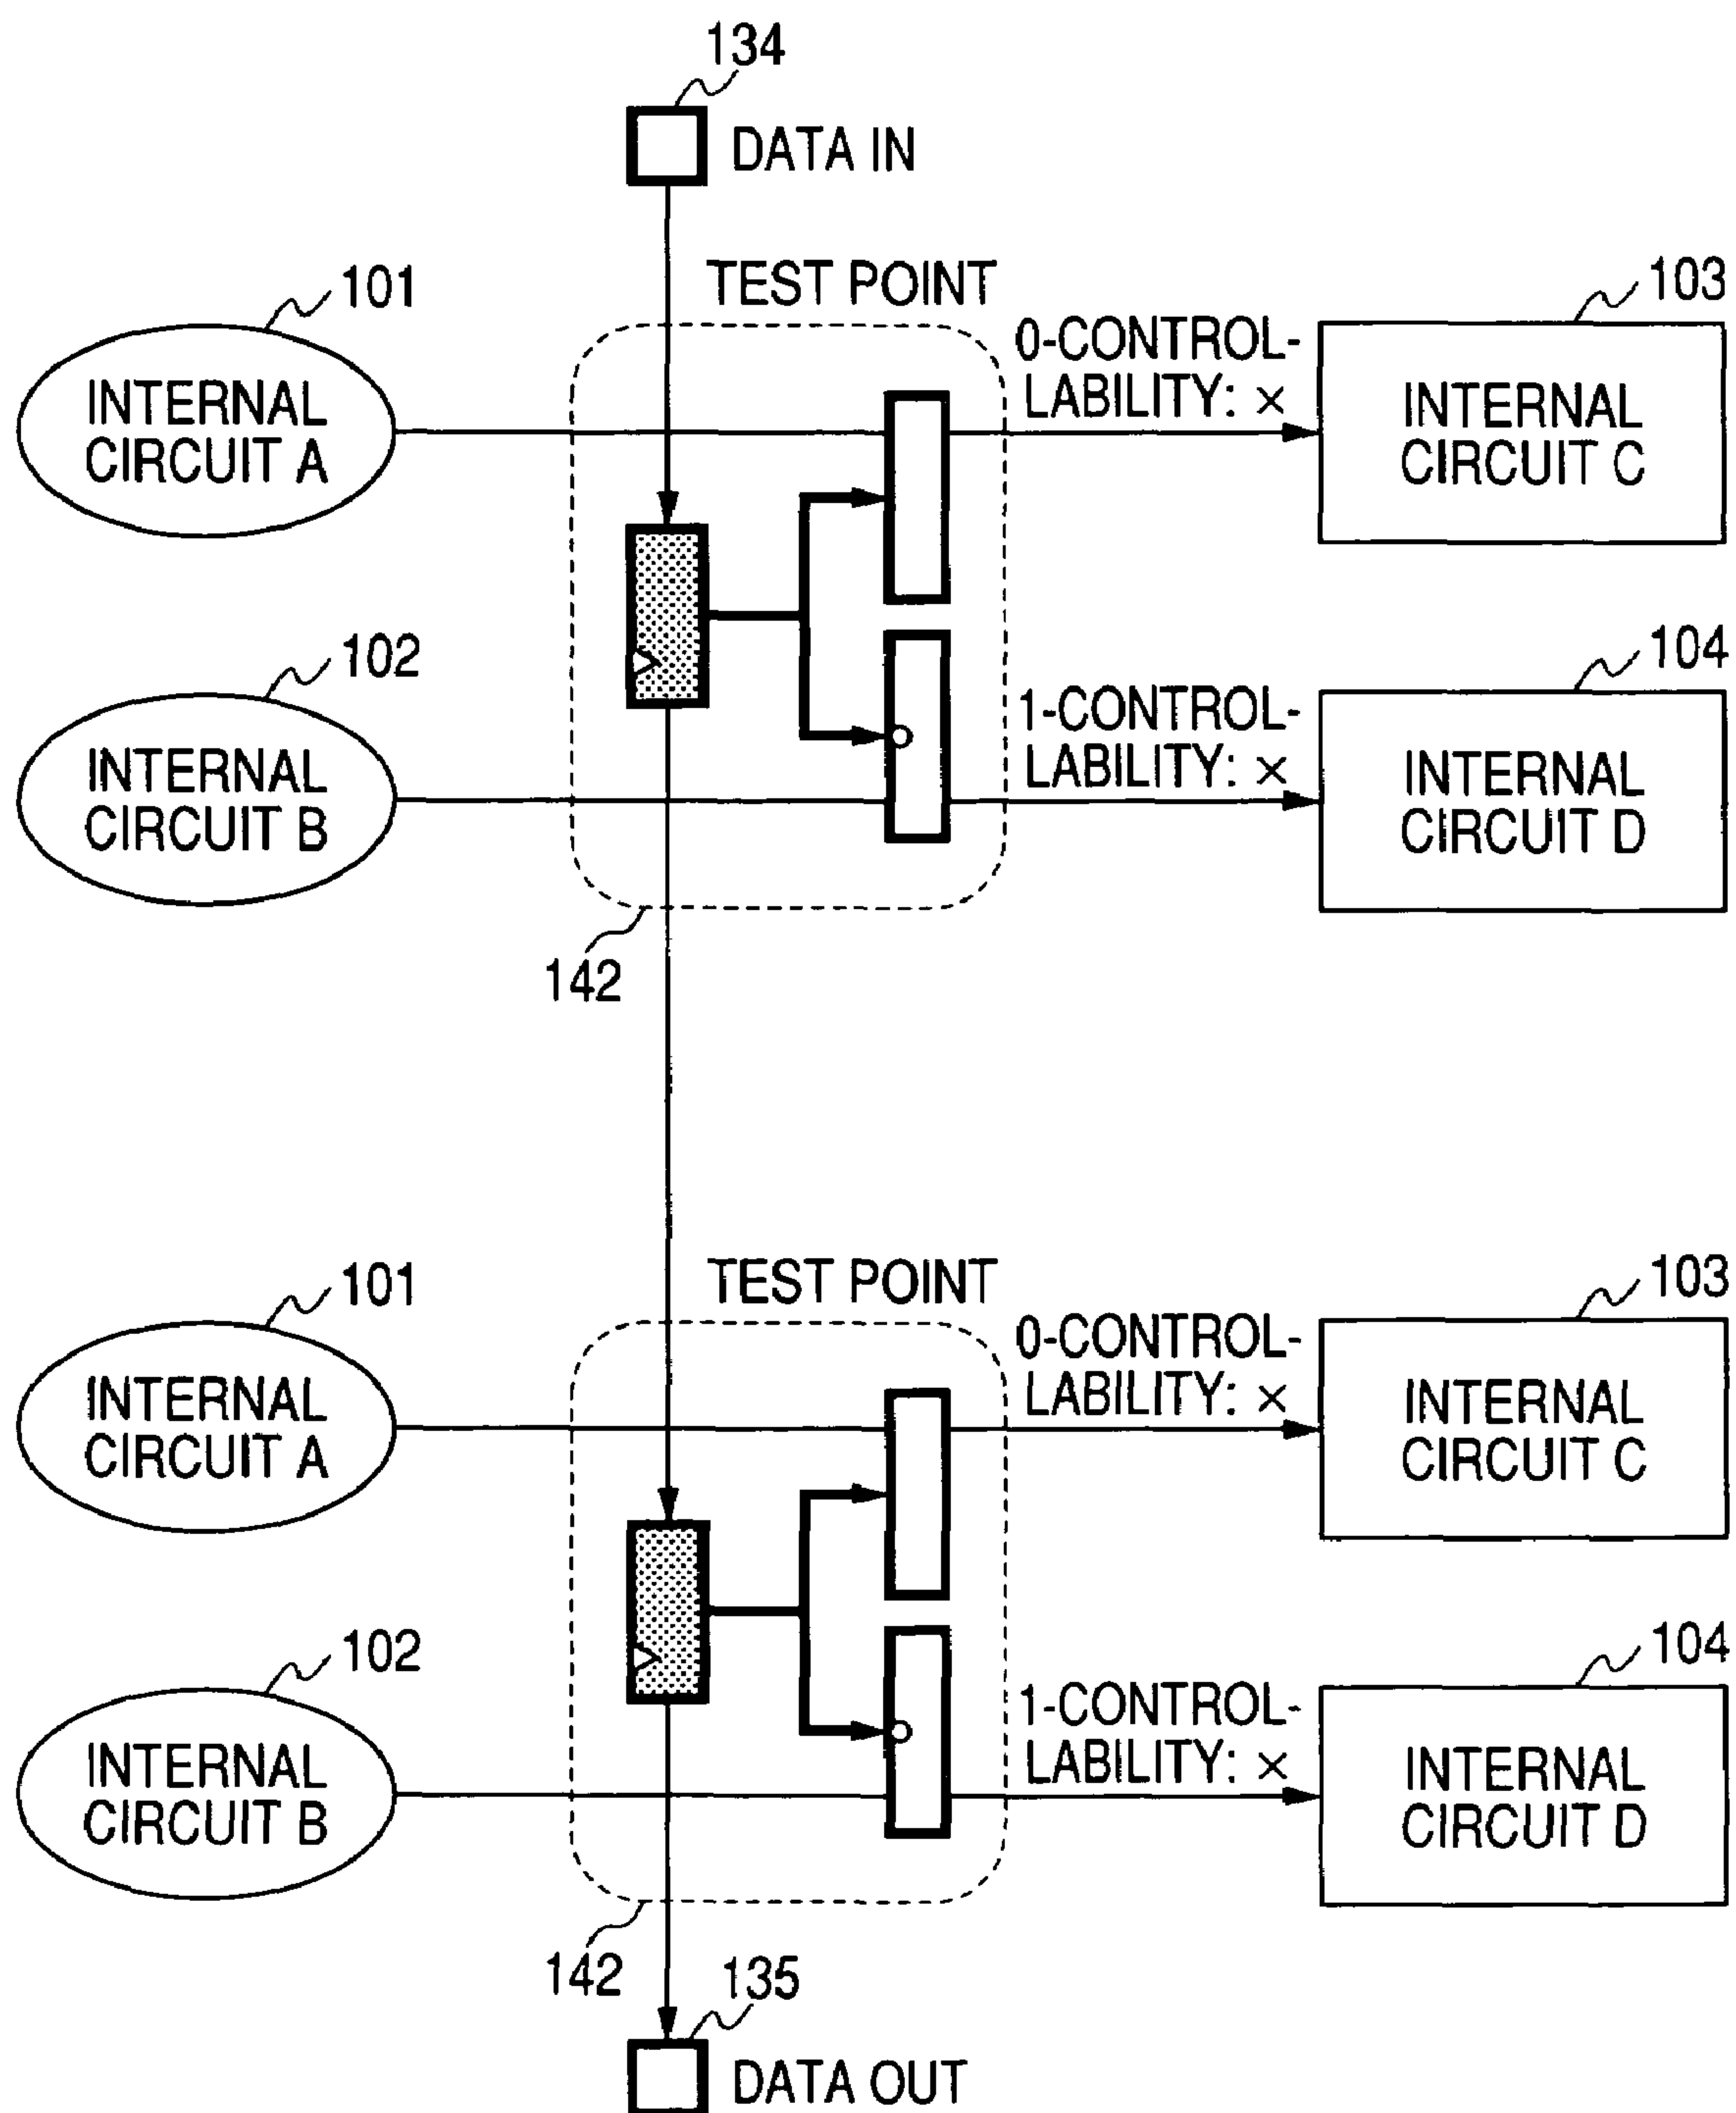 134
DATA IN
TEST POINT
101
INTERNAL
CIRCUIT A
0-CONTROL-
LABILITY: ×
103
INTERNAL
CIRCUIT C
102
INTERNAL
CIRCUIT B
1-CONTROL-
LABILITY: ×
104
INTERNAL
CIRCUIT D
142
TEST POINT
101
INTERNAL
CIRCUIT A
0-CONTROL-
LABILITY: ×
103
INTERNAL
CIRCUIT C
102
INTERNAL
CIRCUIT B
1-CONTROL-
LABILITY: ×
104
INTERNAL
CIRCUIT D
142
135
DATA OUT